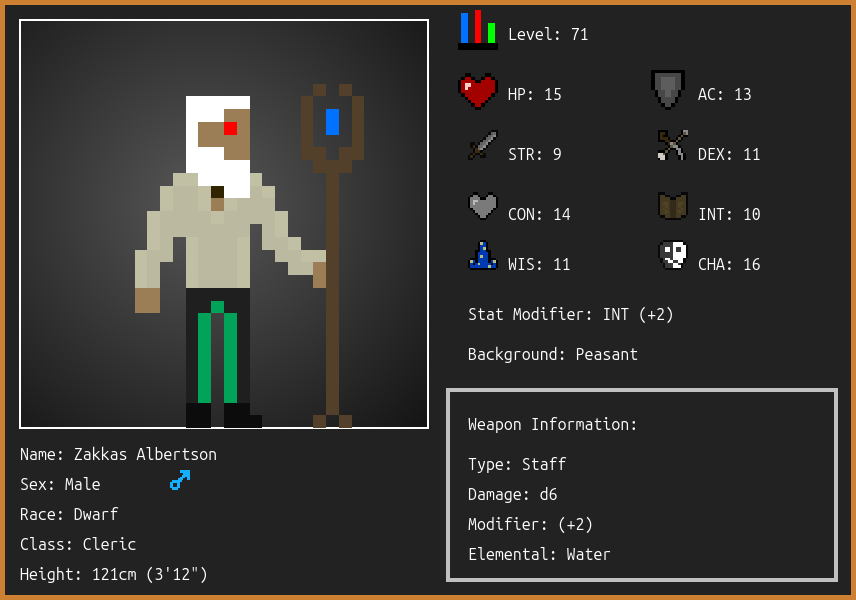 Level: 71
HP: 15
AC: 13
STR: 9
DEX: 11
CON: 14
INT: 10
WIS: 11
CHA: 16
Stat Modifier: INT (+2)
Background: Peasant
Weapon Information:
Type: Staff
Damage: d6
Modifier: (+2)
Elemental: Water
Name: Zakkas Albertson
Sex: Male
Race: Dwarf
Class: Cleric
Height: 121cm (3'12")